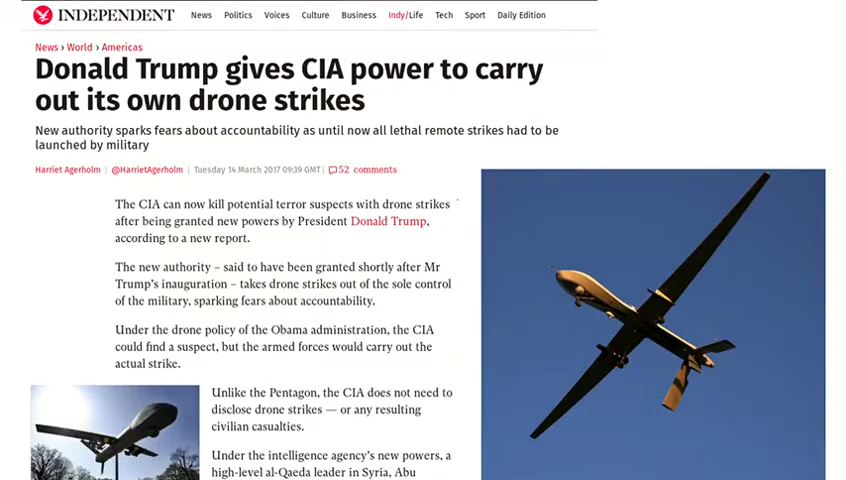 INDEPENDENT News Politics Voices Culture Business Indy/Life Tech Sport Daily Edition
News › World › Americas
Donald Trump gives CIA power to carry
out its own drone strikes
New authority sparks fears about accountability as until now all lethal remote strikes had to be
launched by military
Harriet Agerholm | @HarrietAgerholm | Tuesday 14 March 2017 09:39 GMT | 52 comments
The CIA can now kill potential terror suspects with drone strikes
after being granted new powers by President Donald Trump,
according to a new report.
The new authority – said to have been granted shortly after Mr
Trump's inauguration – takes drone strikes out of the sole control
of the military, sparking fears about accountability.
Under the drone policy of the Obama administration, the CIA
could find a suspect, but the armed forces would carry out the
actual strike.
Unlike the Pentagon, the CIA does not need to
disclose drone strikes — or any resulting
civilian casualties.
Under the intelligence agency's new powers, a
high-level al-Qaeda leader in Syria, Abu